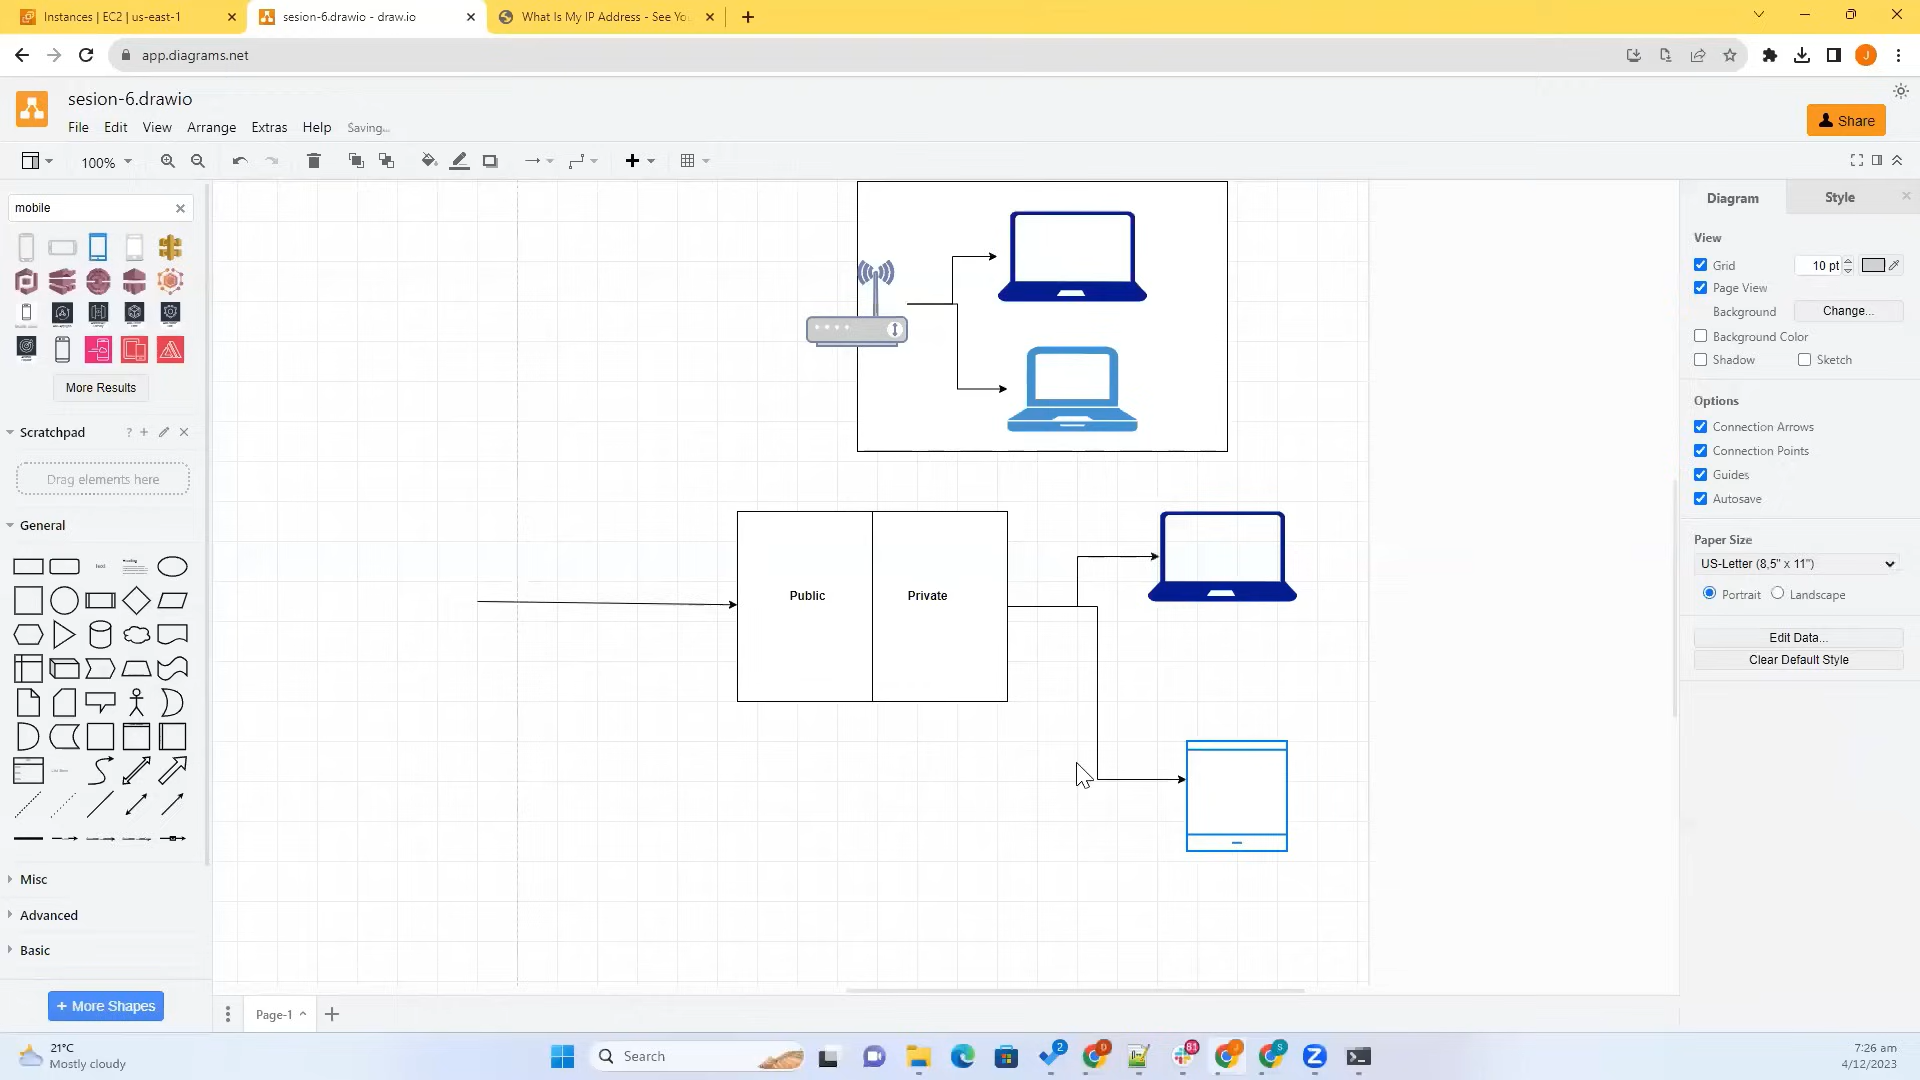 Instances | EC2 | us-east-1
sesion-6.drawio - draw.io
What Is My IP Address - See Yo
app.diagrams.net
J
sesion-6.drawio
File Edit View Arrange Extras Help Saving...
Share
100%
mobile
More Results
Scratchpad
?
Drag elements here
General
Misc
Advanced
Basic
+ More Shapes
Public
Private
Diagram
Style
View
Grid
10 pt
Page View
Background
Change...
Background Color
Shadow
Sketch
Options
Connection Arrows
Connection Points
Guides
Autosave
Paper Size
US-Letter (8,5" x 11")
Portrait
Landscape
Edit Data...
Clear Default Style
Page-1
21°C
Mostly cloudy
Search
2
D
81
J
S
Z
7:26 am
4/12/2023